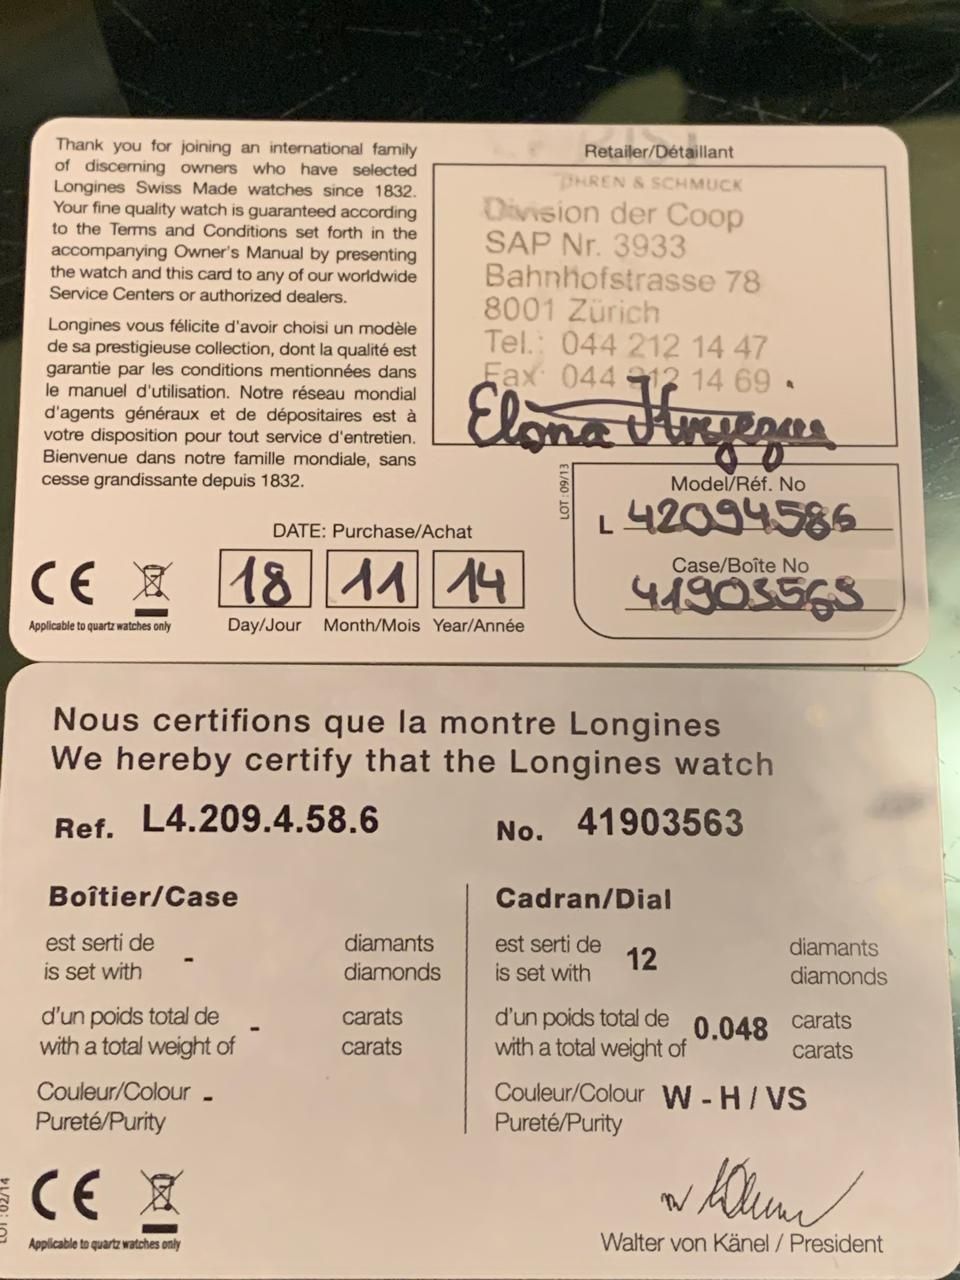 Thank you for joining an international family
of discerning owners who have selected
Longines Swiss Made watches since 1832.
Your fine quality watch is guaranteed according
to the Terms and Conditions set forth in the
accompanying Owner's Manual by presenting
the watch and this card to any of our worldwide
Service Centers or authorized dealers.
Longines vous félicite d'avoir choisi un modèle
de sa prestigieuse collection, dont la qualité est
garantie par les conditions mentionnées dans
le manuel d'utilisation. Notre réseau mondial
d'agents généraux et de dépositaires est à
votre disposition pour tout service d'entretien.
Bienvenue dans notre famille mondiale, sans
cesse grandissante depuis 1832.
Retailer/Détaillant
UHREN & SCHMUCK
Division der Coop
SAP Nr. 3933
Bahnhofstrasse 78
8001 Zürich
Tel.: 044 212 14 47
Fax: 044 212 14 69
Elona
LOT : 09/13
Model/Réf. No
L 42094586
Case/Boîte No
41903563
DATE: Purchase/Achat
18 11 14
Day/Jour Month/Mois Year/Année
CE
Applicable to quartz watches only
Nous certifions que la montre Longines
We hereby certify that the Longines watch
Ref. L4.209.4.58.6 No. 41903563
Boîtier/Case
est serti de - diamants
is set with diamonds
d'un poids total de - carats
with a total weight of carats
Couleur/Colour -
Pureté/Purity
Cadran/Dial
est serti de 12 diamants
is set with diamonds
d'un poids total de 0.048 carats
with a total weight of carats
Couleur/Colour W - H / VS
Pureté/Purity
LOT : 02/14
CE
Applicable to quartz watches only
Walter von Känel / President